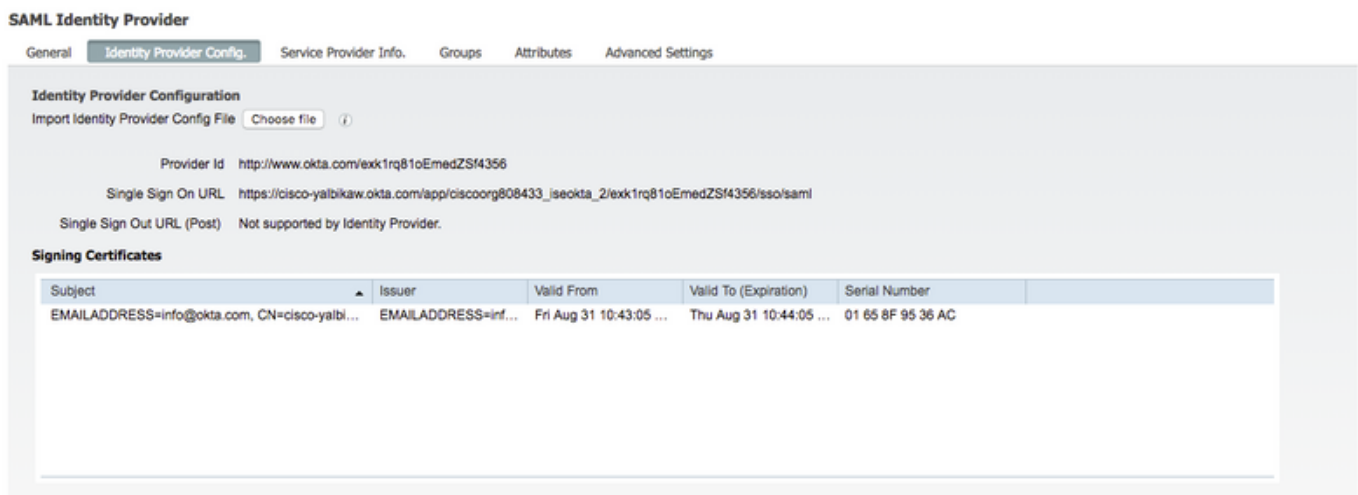 SAML Identity Provider
General Identity Provider Config. Service Provider Info. Groups Attributes Advanced Settings
Identity Provider Configuration
Import Identity Provider Config File Choose file i
Provider Id http://www.okta.com/exk1rq81oEmedZSf4356
Single Sign On URL https://cisco-yalbikaw.okta.com/app/ciscoorg808433_iseokta_2/exk1rq81oEmedZSf4356/sso/saml
Single Sign Out URL (Post) Not supported by Identity Provider.
Signing Certificates
Subject Issuer Valid From Valid To (Expiration) Serial Number
EMAILADDRESS=info@okta.com, CN=cisco-yalbi... EMAILADDRESS=inf... Fri Aug 31 10:43:05 ... Thu Aug 31 10:44:05 ... 01 65 8F 95 36 AC